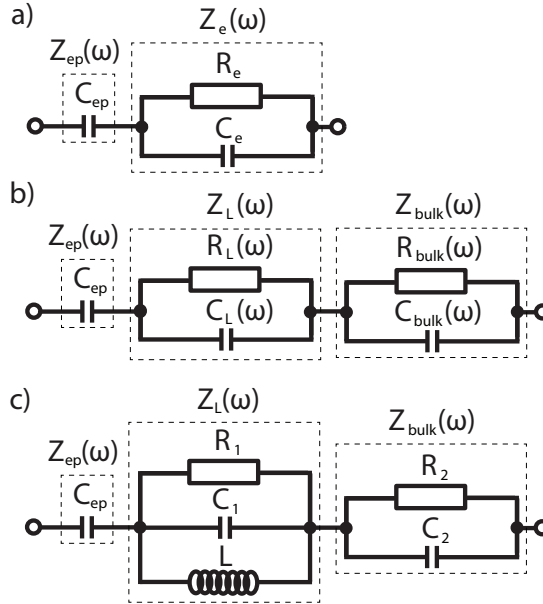 a)
Z_e(ω)
Z_ep(ω)
R_e
C_ep
C_e
b)
Z_L(ω) Z_bulk(ω)
Z_ep(ω)
R_L(ω) R_bulk(ω)
C_ep
C_L(ω) C_bulk(ω)
c)
Z_L(ω) Z_bulk(ω)
Z_ep(ω)
R_1 R_2
C_ep
C_1 C_2
L